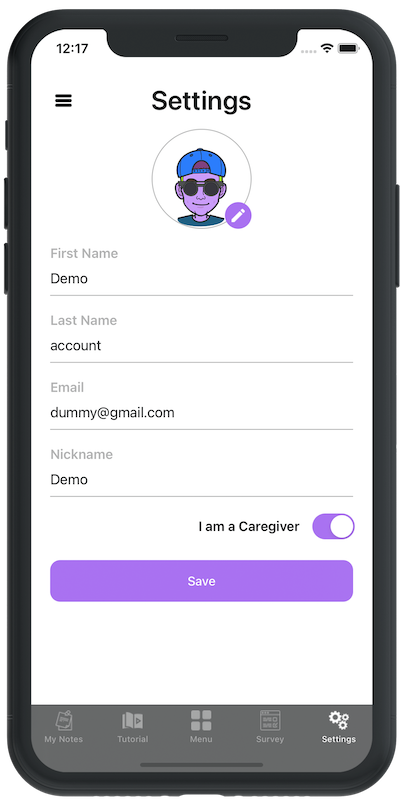 12:17
Settings
First Name
Demo
Last Name
account
Email
dummy@gmail.com
Nickname
Demo
I am a Caregiver
Save
My Notes
Tutorial
Menu
Survey
Settings